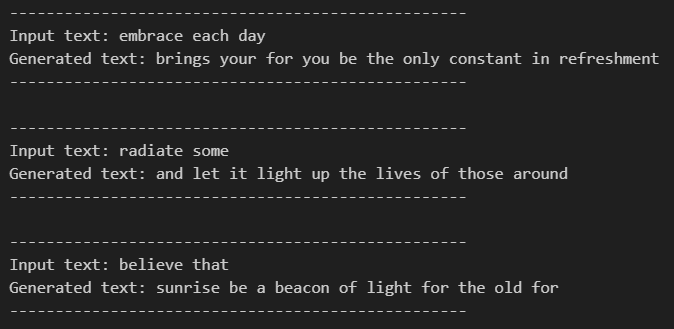 --------------------------------------------------
Input text: embrace each day
Generated text: brings your for you be the only constant in refreshment
--------------------------------------------------
--------------------------------------------------
Input text: radiate some
Generated text: and let it light up the lives of those around
--------------------------------------------------
--------------------------------------------------
Input text: believe that
Generated text: sunrise be a beacon of light for the old for
--------------------------------------------------